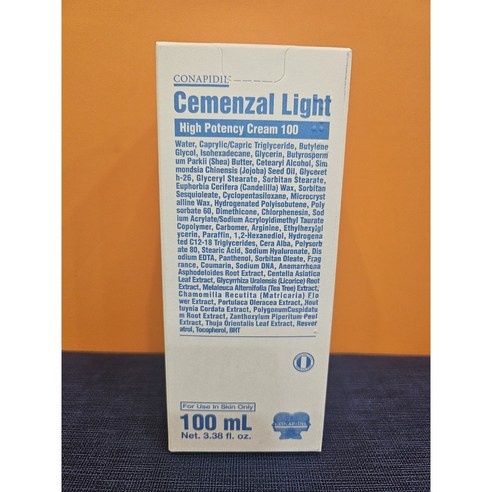 CONAPIDIL
Cemenzal Light
High Potency Cream 100
Water, Caprylic/Capric Triglyceride, Butylene
Glycol, Isohexadecane, Glycerin, Butyrosperm
um Parkii (Shea) Butter, Cetearyl Alcohol, Sim
mondsia Chinensis (Jojoba) Seed Oil, Glyceret
h-26, Glyceryl Stearate, Sorbitan Stearate,
Euphorbia Cerifera (Candelilla) Wax, Sorbitan
Sesquioleate, Cyclopentasiloxane, Microcryst
alline Wax, Hydrogenated Polyisobutene, Poly
sorbate 60, Dimethicone, Chlorphenesin, Sod
ium Acrylate/Sodium Acryloyldimethyl Taurate
Copolymer, Carbomer, Arginine, Ethylhexylgl
ycerin, Paraffin, 1,2-Hexanediol, Hydrogena
ted C12-18 Triglycerides, Cera Alba, Polysorb
ate 80, Stearic Acid, Sodium Hyaluronate, Di
sodium EDTA, Panthenol, Sorbitan Oleate, Frag
rance, Coumarin, Sodium DNA, Anemarrhena
Asphodeloides Root Extract, Centella Asiatica
Leaf Extract, Glycyrrhiza Uralensis (Licorice) Root
Extract, Melaleuca Alternifolia (Tea Tree) Extract,
Chamomilla Recutita (Matricaria) Flo
wer Extract, Portulaca Oleracea Extract, Hout
tuynia Cordata Extract, PolygonumCuspidatu
m Root Extract, Zanthoxylum Piperitum Peel
Extract, Thuja Orientalis Leaf Extract, Resver
atrol, Tocopherol, BHT
For Use In Skin Only
100 mL
Net. 3.38 fl. oz.
CONAPIDIL